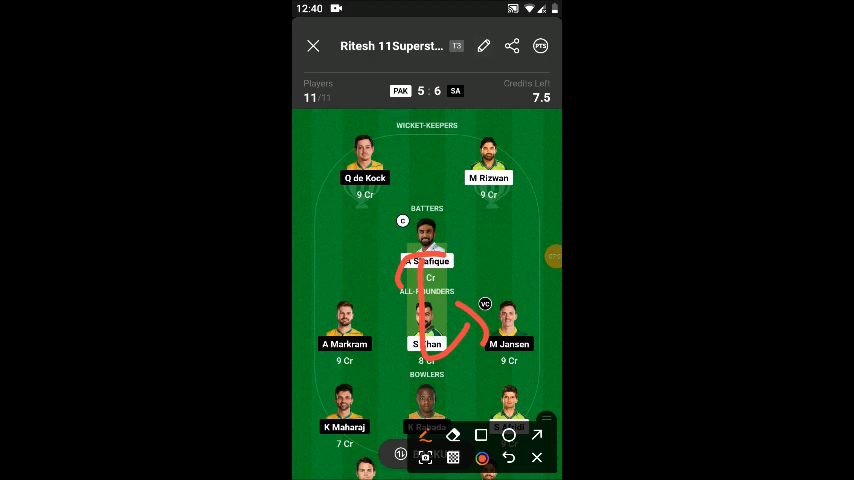 12:40
Ritesh 11Superst... T3 PTS
Players Credits Left
11/11 PAK 5 : 6 SA 7.5
WICKET-KEEPERS
Q de Kock M Rizwan
9 Cr 9 Cr
BATTERS
C
A Shafique
Cr
ALL-ROUNDERS
VC
A Markram S Khan M Jansen
9 Cr 8 Cr 9 Cr
BOWLERS
K Maharaj K Rabada S Afridi
7 Cr